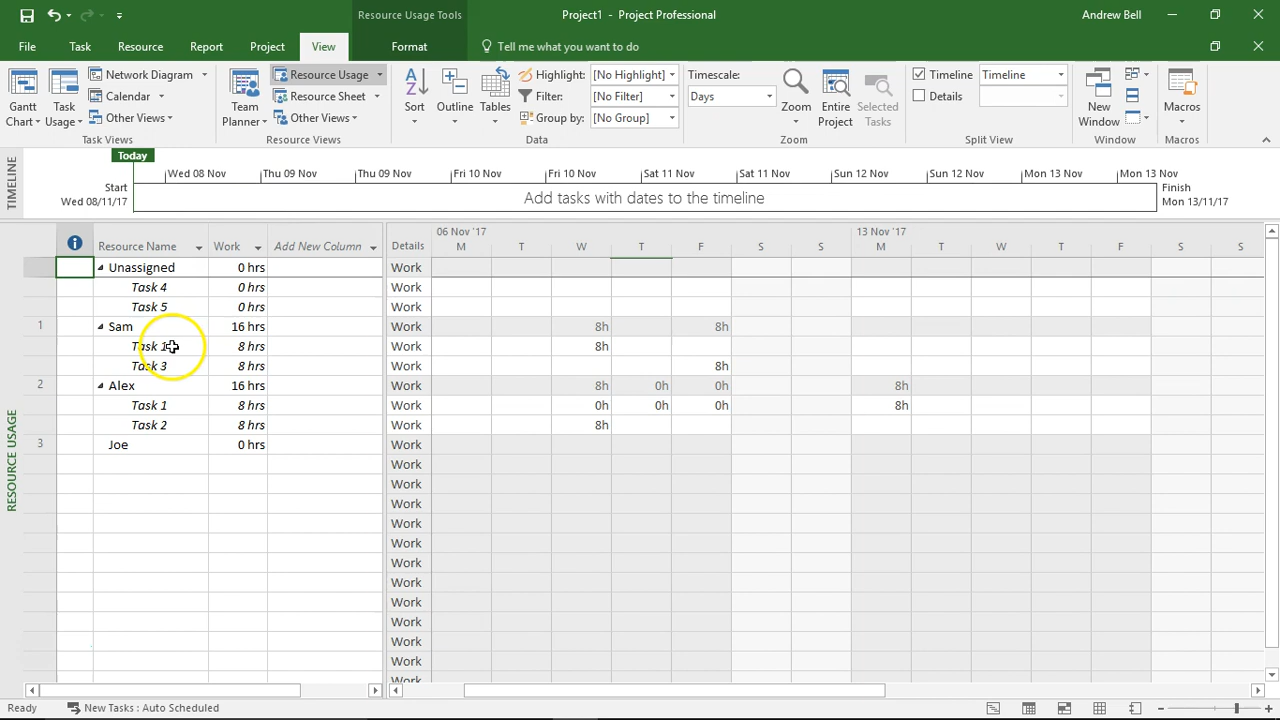 Resource Usage Tools
Project1 - Project Professional
Andrew Bell
File Task Resource Report Project View Format Tell me what you want to do
Network Diagram
Calendar
Other Views
Gantt Chart
Task Usage
Task Views
Team Planner
Resource Usage
Resource Sheet
Other Views
Resource Views
Sort
Outline
Tables
Highlight: [No Highlight]
Filter: [No Filter]
Group by: [No Group]
Data
Timescale:
Days
Zoom
Entire Project
Selected Tasks
Zoom
Timeline Timeline
Details
Split View
New Window
Window
Macros
Macros
TIMELINE
Today
Wed 08 Nov Thu 09 Nov Thu 09 Nov Fri 10 Nov Fri 10 Nov Sat 11 Nov Sat 11 Nov Sun 12 Nov Sun 12 Nov Mon 13 Nov Mon 13 Nov
Start
Wed 08/11/17
Add tasks with dates to the timeline
Finish
Mon 13/11/17
06 Nov '17 13 Nov '17
Resource Name Work Add New Column Details M T W T F S S M T W T F S S
Unassigned 0 hrs Work
Task 4 0 hrs Work
Task 5 0 hrs Work
1 Sam 16 hrs Work 8h 8h
Task 1 8 hrs Work 8h
Task 3 8 hrs Work 8h
2 Alex 16 hrs Work 8h 0h 0h 8h
Task 1 8 hrs Work 0h 0h 0h 8h
Task 2 8 hrs Work 8h
3 Joe 0 hrs Work
Work
Work
Work
Work
Work
Work
Work
Work
Work
Work
Work
Work
RESOURCE USAGE
Ready New Tasks : Auto Scheduled